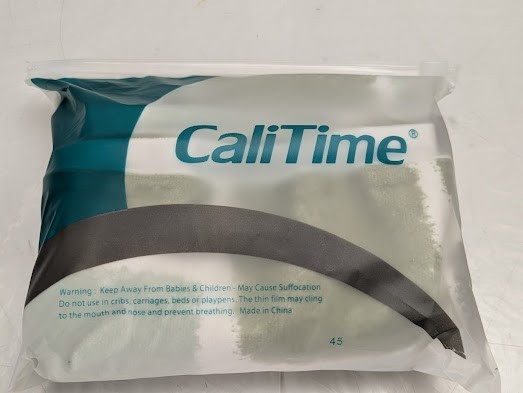 CaliTime®
Warning: Keep Away From Babies & Children - May Cause Suffocation
Do not use in cribs, carriages, beds or playpens. The thin film may cling
to the mouth and nose and prevent breathing Made in China
45